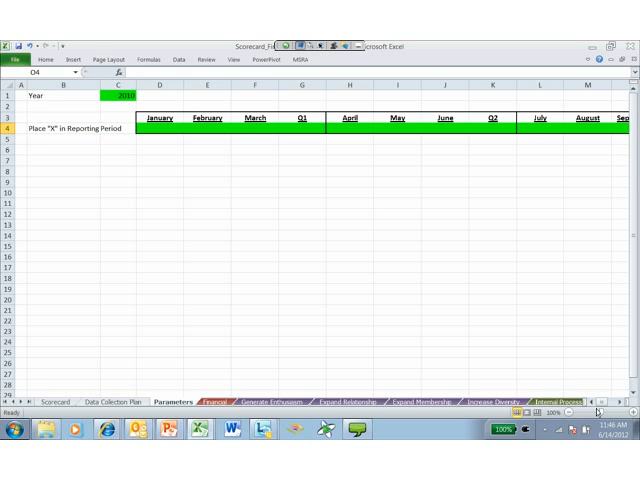 Scorecard_Fi
crosoft Excel
File Home Insert Page Layout Formulas Data Review View PowerPivot MSRA
O4 fx
A B C D E F G H I J K L M
1 Year 2010
2
3 January February March Q1 April May June Q2 July August Sep
4 Place "X" in Reporting Period
5
6
7
8
9
10
11
12
13
14
15
16
17
18
19
20
21
22
23
24
25
26
27
28
29
Scorecard Data Collection Plan Parameters Financial Generate Enthusiasm Expand Relationship Expand Membership Increase Diversity Internal Process
Ready 100%
100% 11:46 AM
6/14/2012